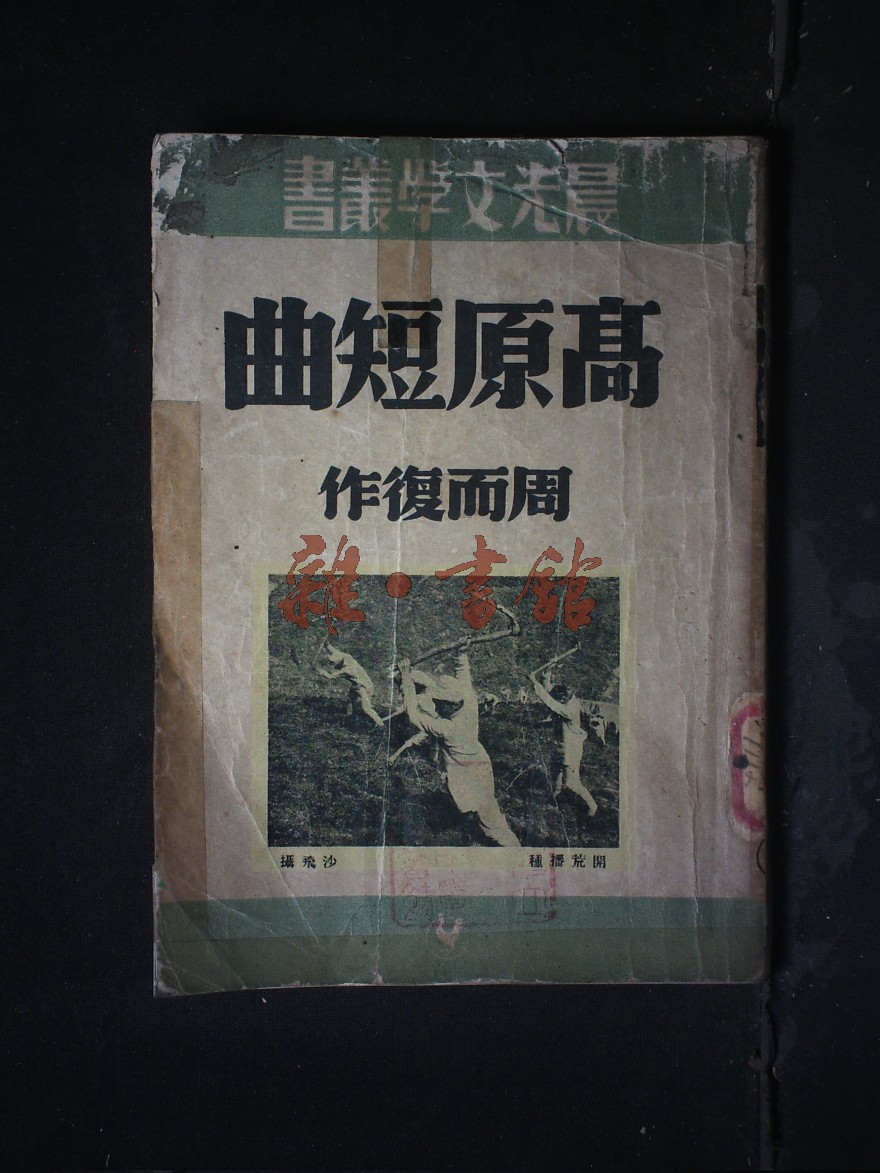 晨光文學叢書
高原短曲
周而復作
雜·書館
開荒播種
沙飛攝